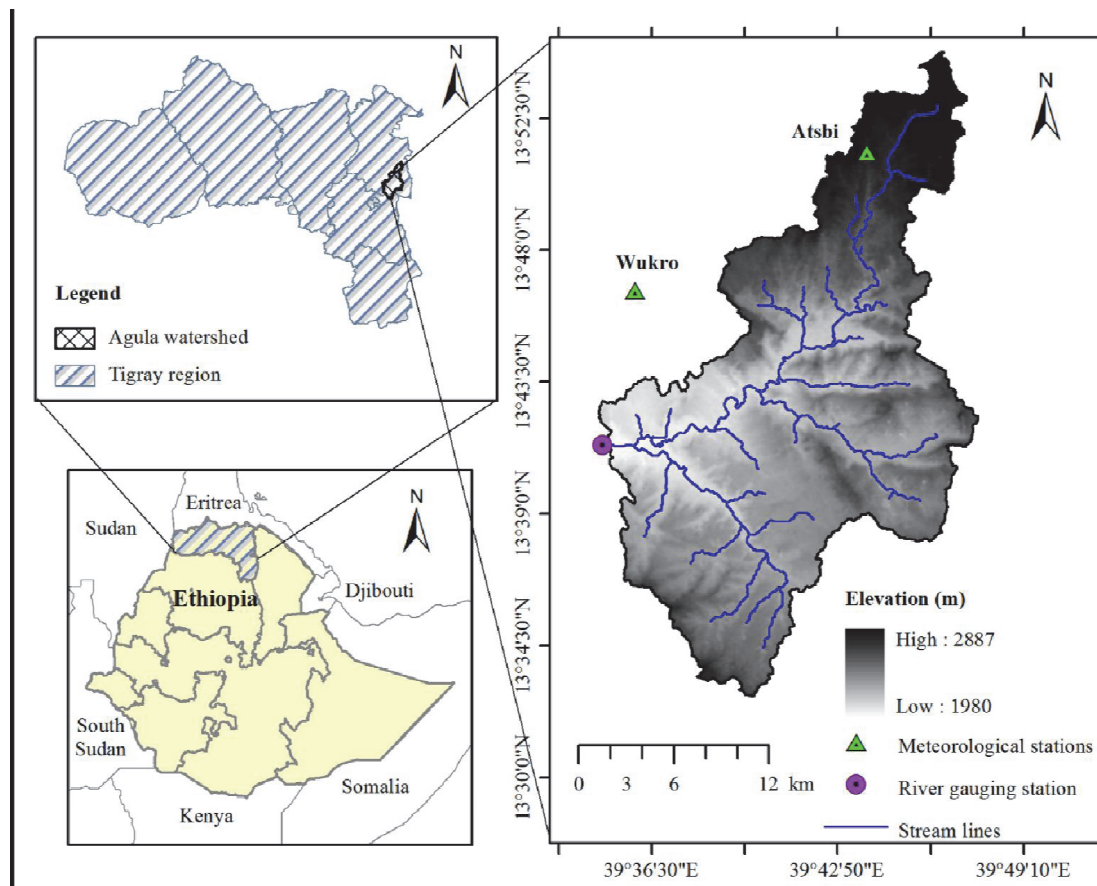 N
Legend
Agula watershed
Tigray region
N
Eritrea
Sudan
Djibouti
Ethiopia
South
Sudan
Somalia
Kenya
N
Atsbi
Wukro
13°52'30"N
13°48'0"N
13°43'30"N
13°39'0"N
13°34'30"N
13°30'0"N
Elevation (m)
High : 2887
Low : 1980
Meteorological stations
River gauging station
Stream lines
0 3 6 12 km
39°36'30"E 39°42'50"E 39°49'10"E